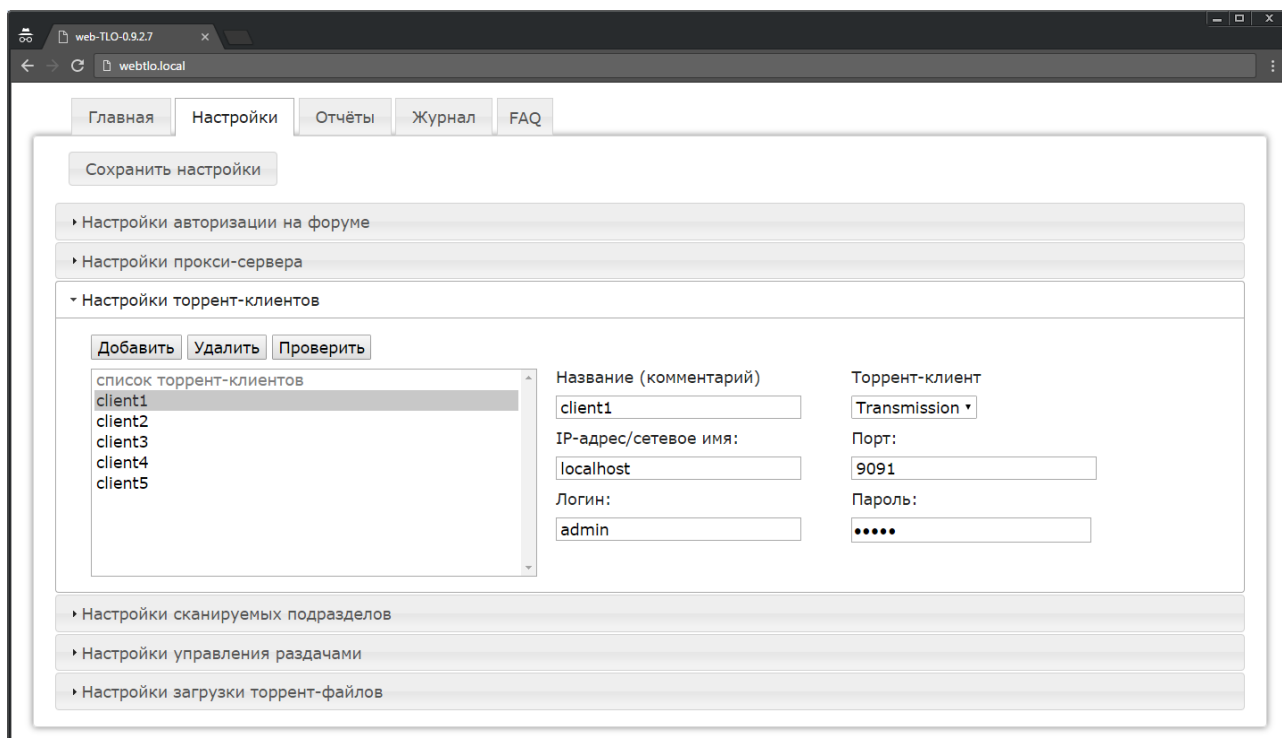 web-TLO-0.9.2.7
webtlo.local
Главная Настройки Отчёты Журнал FAQ
Сохранить настройки
Настройки авторизации на форуме
Настройки прокси-сервера
Настройки торрент-клиентов
Добавить Удалить Проверить
список торрент-клиентов
client1
client2
client3
client4
client5
Название (комментарий) Торрент-клиент
client1 Transmission
IP-адрес/сетевое имя: Порт:
localhost 9091
Логин: Пароль:
admin •••••
Настройки сканируемых подразделов
Настройки управления раздачами
Настройки загрузки торрент-файлов